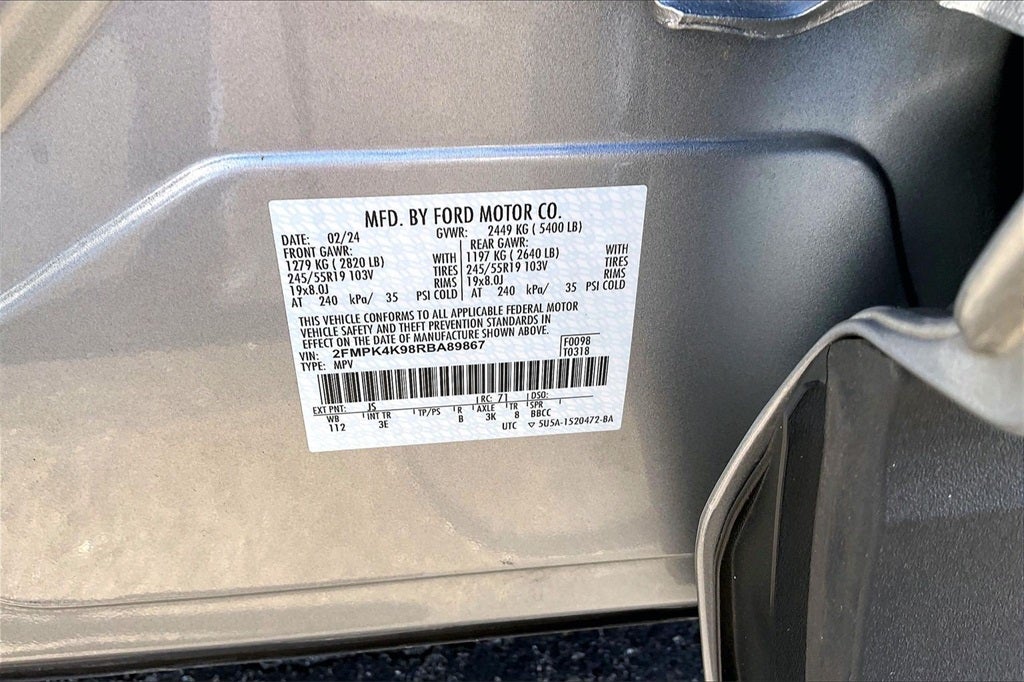 MFD. BY FORD MOTOR CO.
DATE: 02/24 GVWR: 2449 KG ( 5400 LB)
FRONT GAWR: REAR GAWR:
1279 KG ( 2820 LB) WITH 1197 KG ( 2640 LB) WITH
245/55R19 103V TIRES 245/55R19 103V TIRES
19x8.0J RIMS 19x8.0J RIMS
AT 240 kPa/ 35 PSI COLD AT 240 kPa/ 35 PSI COLD
THIS VEHICLE CONFORMS TO ALL APPLICABLE FEDERAL MOTOR
VEHICLE SAFETY AND THEFT PREVENTION STANDARDS IN
EFFECT ON THE DATE OF MANUFACTURE SHOWN ABOVE.
VIN: 2FMPK4K98RBA89867 F0098
TYPE: MPV T0318
EXT PNT: JS RC: 71 DSO:
WB INT TR TP/PS R AXLE TR SPR
112 3E B 3K 8 BBCC
UTC ▽ 5U5A-1520472-BA